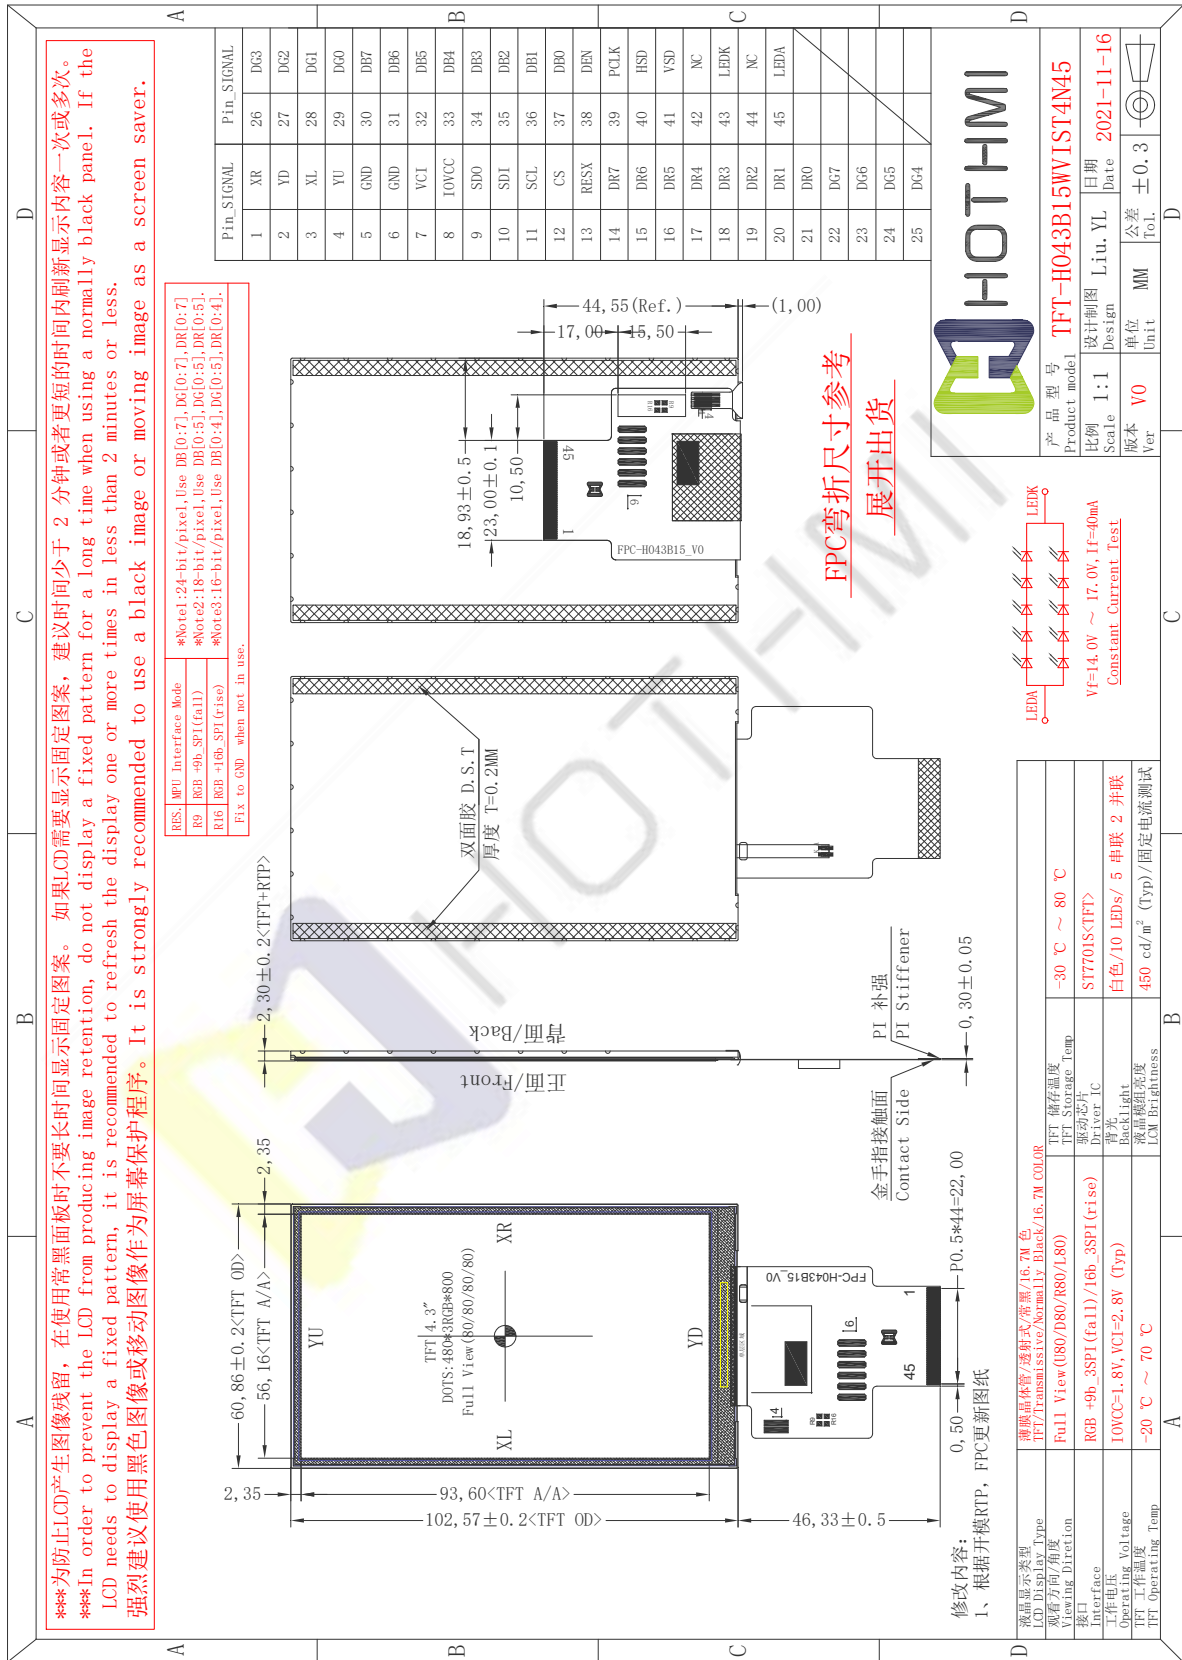 ***为防止LCD产生图像残留，在使用常黑面板时不要长时间显示固定图案。 如果LCD需要显示固定图案，建议时间少于 2 分钟或者更短的时间内刷新显示内容一次或多次。
***In order to prevent the LCD from producing image retention, do not display a fixed pattern for a long time when using a normally black panel. If the
LCD needs to display a fixed pattern, it is recommended to refresh the display one or more times in less than 2 minutes or less.
强烈建议使用黑色图像或移动图像作为屏幕保护程序。It is strongly recommended to use a black image or moving image as a screen saver.
RES. MPU Interface Mode
R9 RGB +9b_SPI(fall)
R16 RGB +16b_SPI(rise)
*Note1:24-bit/pixel,Use DB[0:7],DG[0:7],DR[0:7]
*Note2:18-bit/pixel,Use DB[0:5],DG[0:5],DR[0:5].
*Note3:16-bit/pixel,Use DB[0:4],DG[0:5],DR[0:4].
Fix to GND when not in use.
Pin_SIGNAL Pin_SIGNAL
1 XR 26 DG3
2 YD 27 DG2
3 XL 28 DG1
4 YU 29 DG0
5 GND 30 DB7
6 GND 31 DB6
7 VCI 32 DB5
8 IOVCC 33 DB4
9 SDO 34 DB3
10 SDI 35 DB2
11 SCL 36 DB1
12 CS 37 DB0
13 RESX 38 DEN
14 DR7 39 PCLK
15 DR6 40 HSD
16 DR5 41 VSD
17 DR4 42 NC
18 DR3 43 LEDK
19 DR2 44 NC
20 DR1 45 LEDA
21 DR0
22 DG7
23 DG6
24 DG5
25 DG4
60,86±0.2<TFT OD>
56,16<TFT A/A>
2,35
2,35
93,60<TFT A/A>
102,57±0.2<TFT OD>
46,33±0.5
YU
XL
XR
YD
TFT 4.3"
DOTS:480*3RGB*800
Full View(80/80/80/80)
FPC-H043B15_V0
R9
R16
4
6
45
1
0,50
P0.5*44=22,00
2,30±0.2<TFT+RTP>
正面/Front
背面/Back
金手指接触面
Contact Side
PI 补强
PI Stiffener
0,30±0.05
双面胶 D.S.T
厚度 T=0.2MM
18,93±0.5
23,00±0.1
10,50
17,00
15,50
44,55(Ref.)
(1,00)
45
1
6
FPC-H043B15_V0
FPC弯折尺寸参考
展开出货
LEDA
LEDK
Vf=14.0V ~ 17.0V,If=40mA
Constant Current Test
修改内容:
1、根据开模RTP，FPC更新图纸
液晶显示类型
LCD Display Type
薄膜晶体管/透射式/常黑/16.7M 色
TFT/Transmissive/Normally Black/16.7M COLOR
观看方向/角度
Viewing Diretion
Full View(U80/D80/R80/L80)
TFT 储存温度
TFT Storage Temp
-30 ℃ ~ 80 ℃
接口
Interface
RGB +9b_3SPI(fall)/16b_3SPI(rise)
驱动芯片
Driver IC
ST7701S<TFT>
工作电压
Operating Voltage
IOVCC=1.8V,VCI=2.8V (Typ)
背光
Backlight
白色/10 LEDs/ 5 串联 2 并联
TFT 工作温度
TFT Operating Temp
-20 ℃ ~ 70 ℃
液晶模组亮度
LCM Brightness
450 cd/m² (Typ)/固定电流测试
HOTHMI
产 品 型 号
Product model
TFT-H043B15WVIST4N45
比例
Scale
1:1
设计制图
Design
Liu.YL
日期
Date
2021-11-16
版本
Ver
V0
单位
Unit
MM
公差
Tol.
±0.3
A
B
C
D
A
B
C
D
A
B
C
D
A
B
C
D
HOTHMI